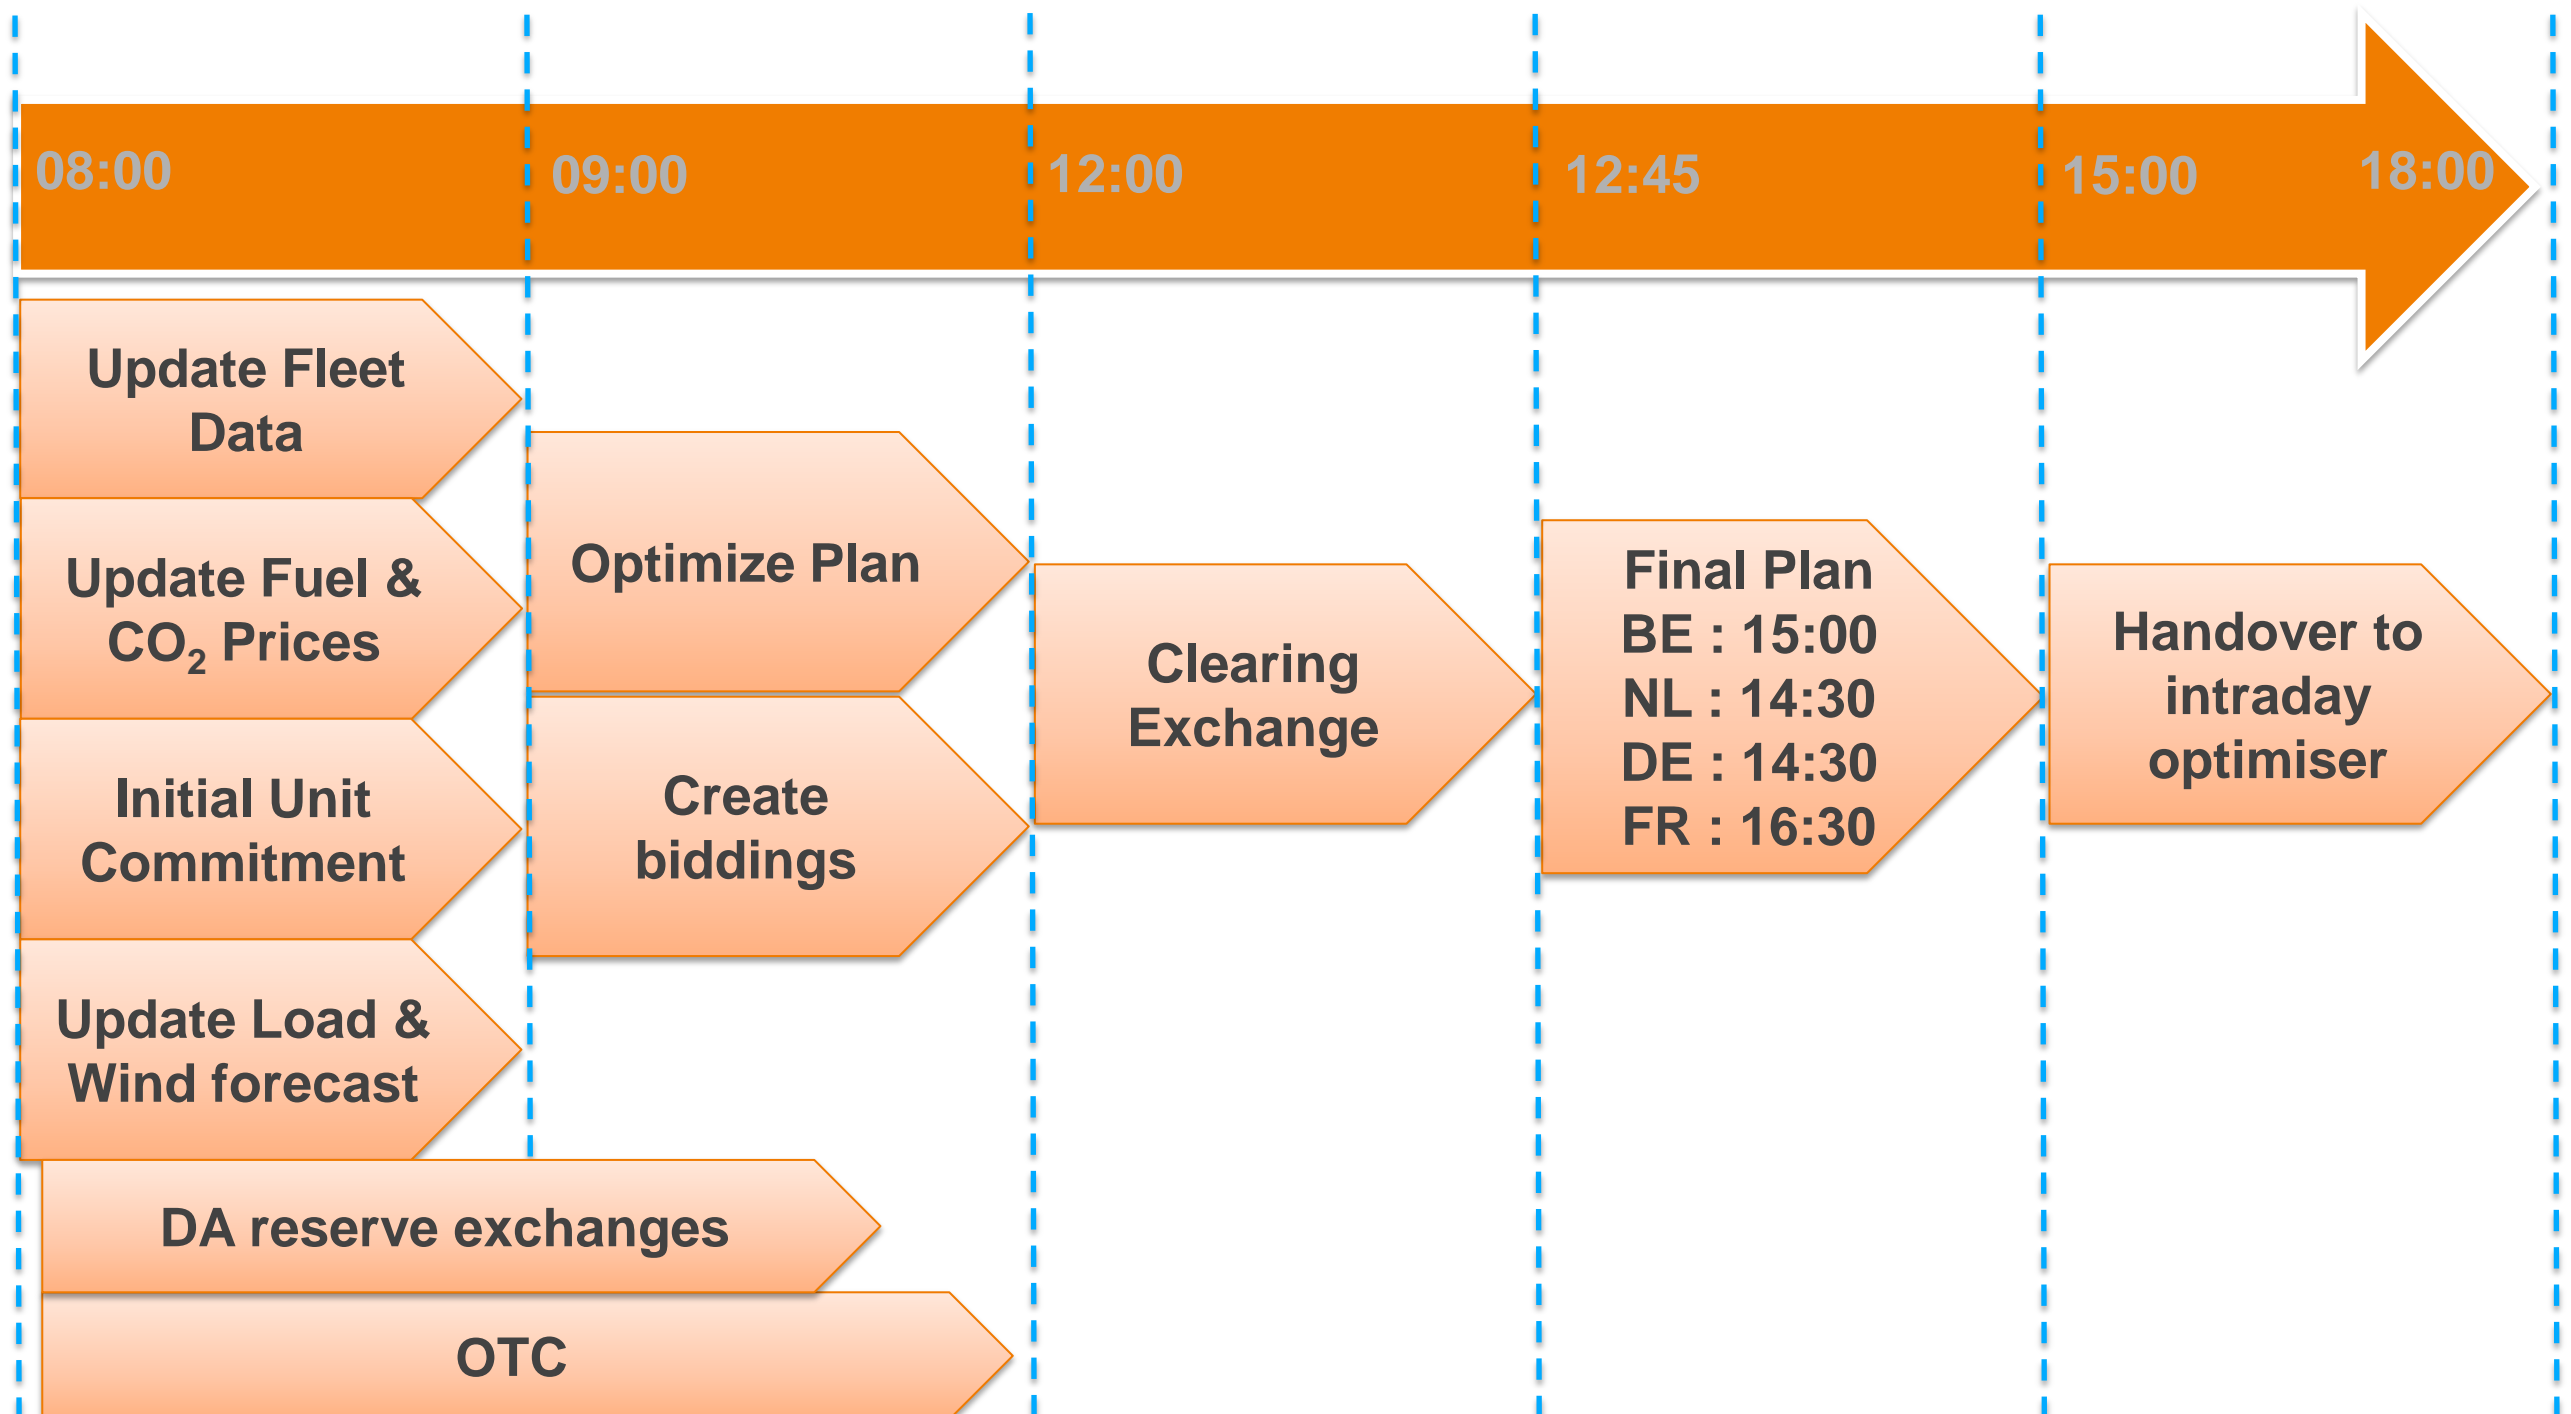 08:00
09:00
12:00
12:45
15:00
18:00
Update Fleet
Data
Update Fuel &
CO₂ Prices
Initial Unit
Commitment
Update Load &
Wind forecast
DA reserve exchanges
OTC
Optimize Plan
Create
biddings
Clearing
Exchange
Final Plan
BE : 15:00
NL : 14:30
DE : 14:30
FR : 16:30
Handover to
intraday
optimiser